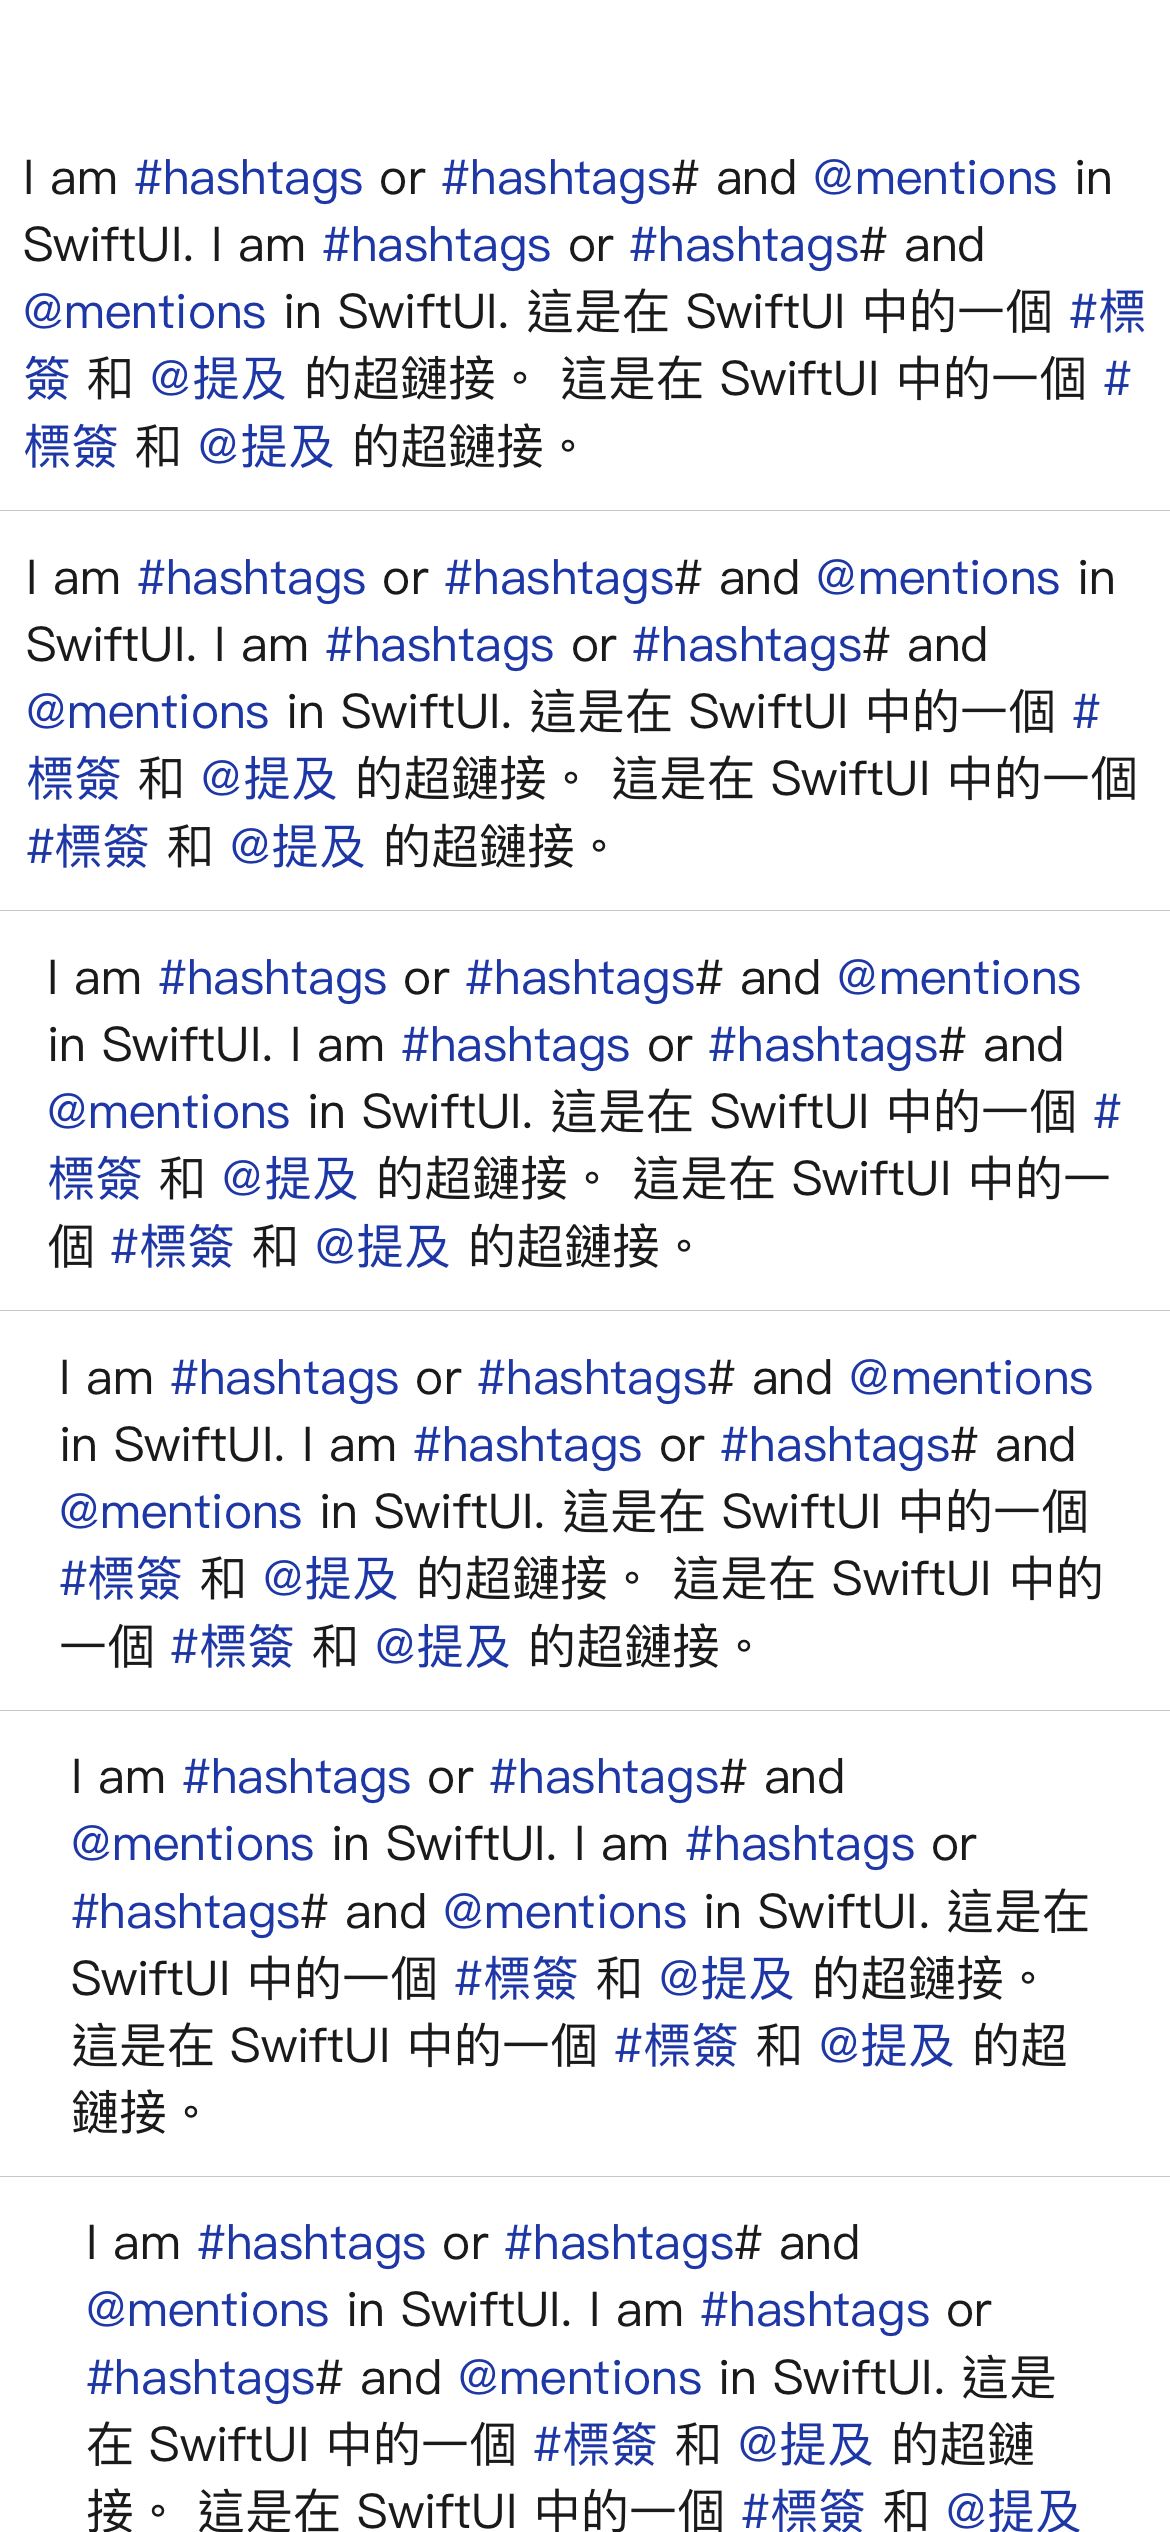 I am #hashtags or #hashtags# and @mentions in
SwiftUI. I am #hashtags or #hashtags# and
@mentions in SwiftUI. 這是在 SwiftUI 中的一個 #標
簽 和 @提及 的超鏈接。 這是在 SwiftUI 中的一個 #
標簽 和 @提及 的超鏈接。
I am #hashtags or #hashtags# and @mentions in
SwiftUI. I am #hashtags or #hashtags# and
@mentions in SwiftUI. 這是在 SwiftUI 中的一個 #
標簽 和 @提及 的超鏈接。 這是在 SwiftUI 中的一個
#標簽 和 @提及 的超鏈接。
I am #hashtags or #hashtags# and @mentions
in SwiftUI. I am #hashtags or #hashtags# and
@mentions in SwiftUI. 這是在 SwiftUI 中的一個 #
標簽 和 @提及 的超鏈接。 這是在 SwiftUI 中的一
個 #標簽 和 @提及 的超鏈接。
I am #hashtags or #hashtags# and @mentions
in SwiftUI. I am #hashtags or #hashtags# and
@mentions in SwiftUI. 這是在 SwiftUI 中的一個
#標簽 和 @提及 的超鏈接。 這是在 SwiftUI 中的
一個 #標簽 和 @提及 的超鏈接。
I am #hashtags or #hashtags# and
@mentions in SwiftUI. I am #hashtags or
#hashtags# and @mentions in SwiftUI. 這是在
SwiftUI 中的一個 #標簽 和 @提及 的超鏈接。
這是在 SwiftUI 中的一個 #標簽 和 @提及 的超
鏈接。
I am #hashtags or #hashtags# and
@mentions in SwiftUI. I am #hashtags or
#hashtags# and @mentions in SwiftUI. 這是
在 SwiftUI 中的一個 #標簽 和 @提及 的超鏈
接。 這是在 SwiftUI 中的一個 #標簽 和 @提及